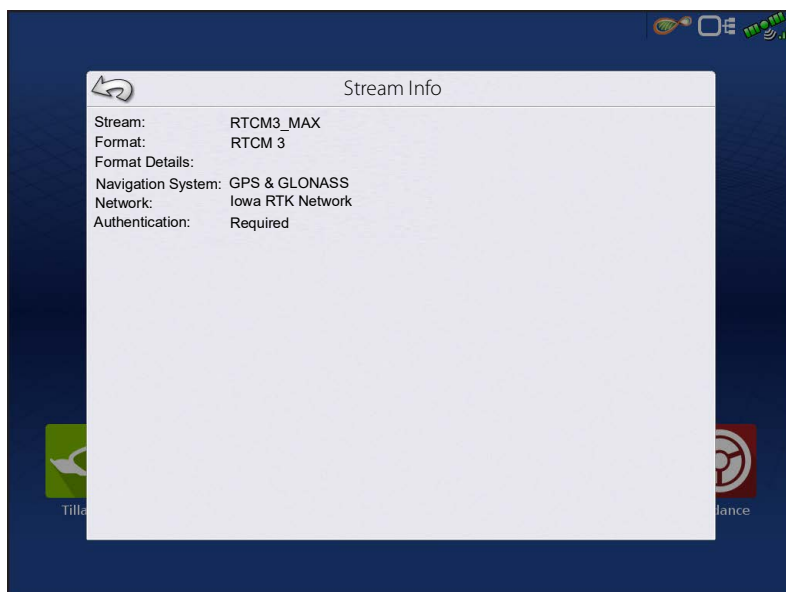 Stream Info
Stream: RTCM3_MAX
Format: RTCM 3
Format Details:
Navigation System: GPS & GLONASS
Network: Iowa RTK Network
Authentication: Required
Tilla
dance